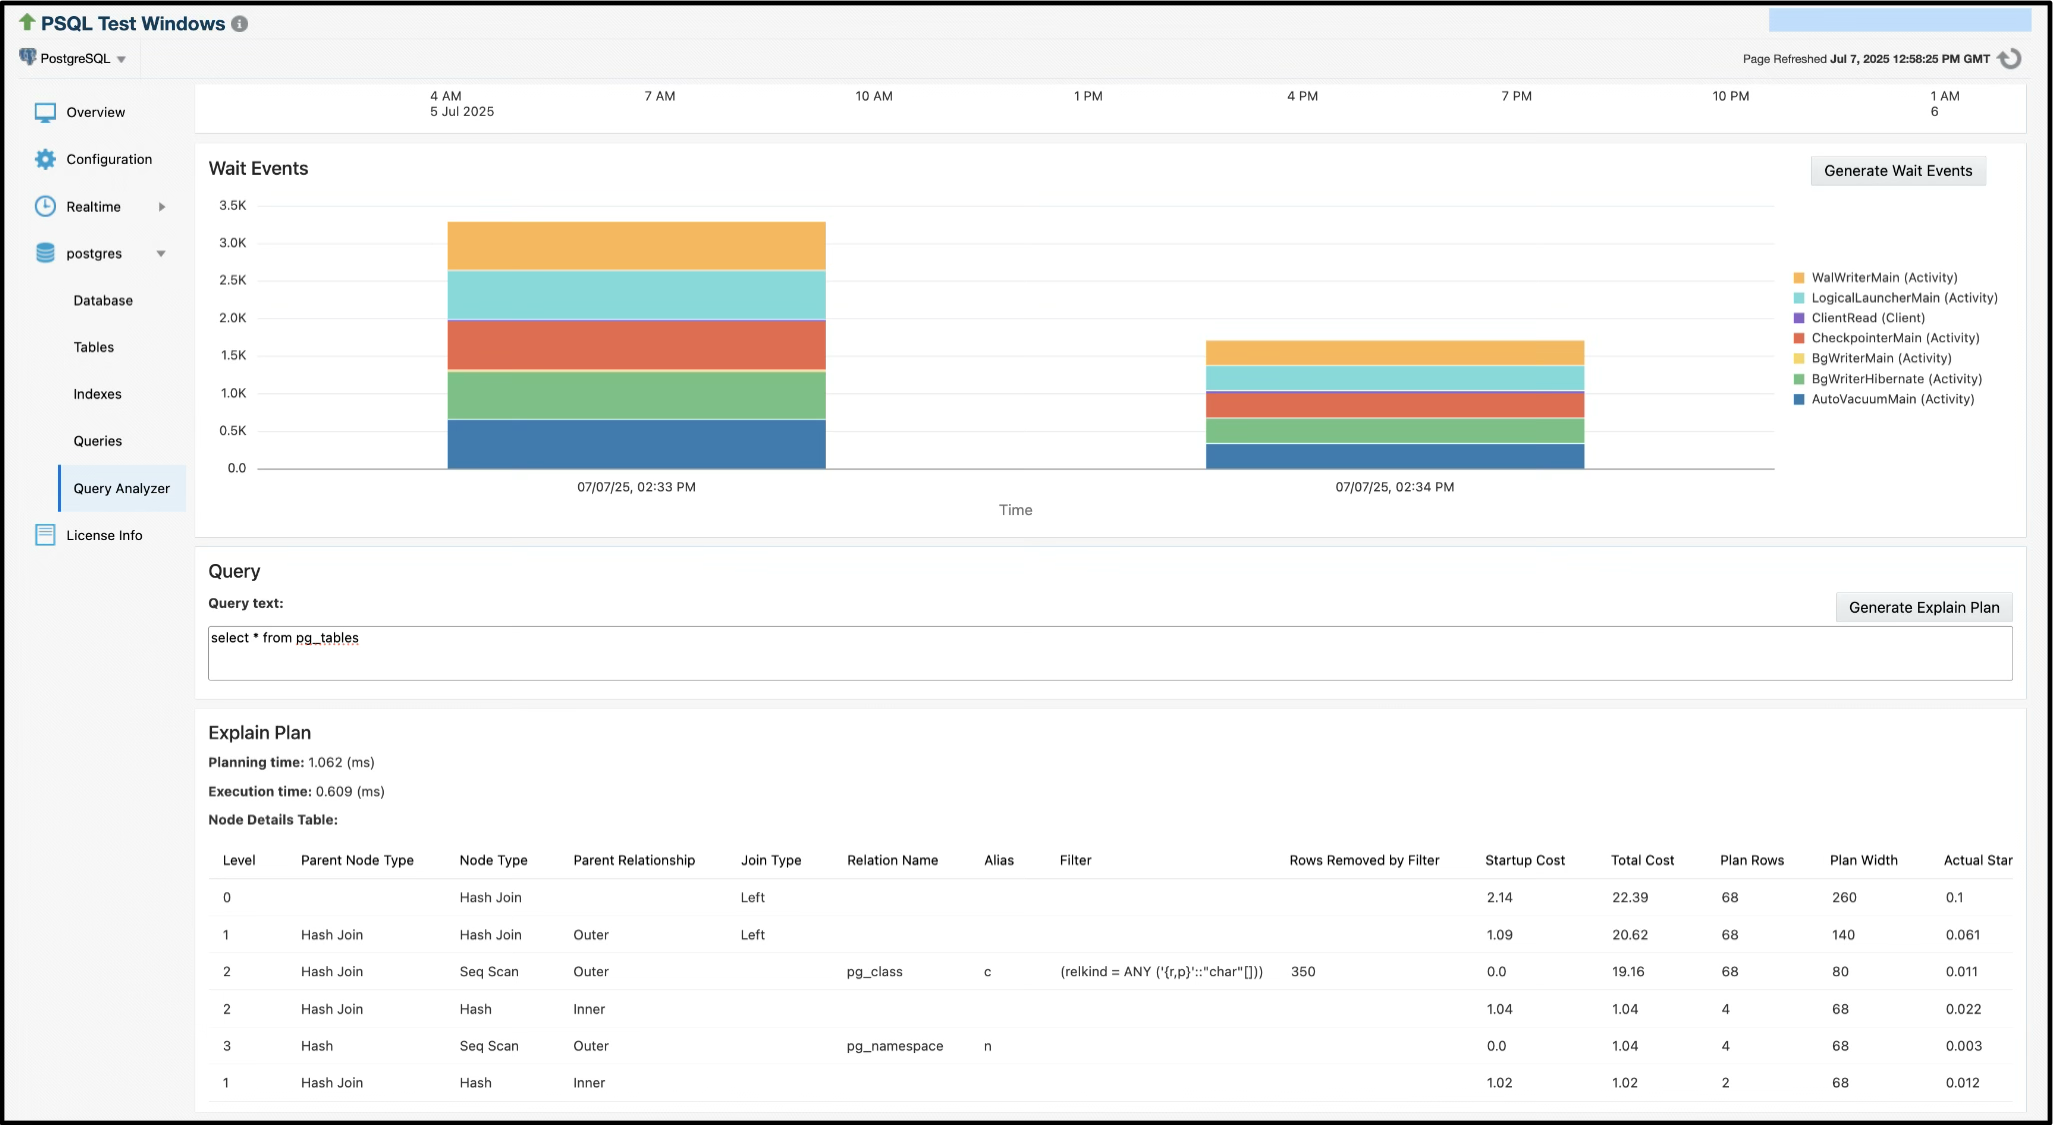 PSQL Test Windows
PostgreSQL
Page Refreshed Jul 7, 2025 12:58:25 PM GMT
Overview
Configuration
Realtime
postgres
Database
Tables
Indexes
Queries
Query Analyzer
License Info
4 AM 7 AM 10 AM 1 PM 4 PM 7 PM 10 PM 1 AM
5 Jul 2025 6
Wait Events
Generate Wait Events
3.5K
3.0K
2.5K
2.0K
1.5K
1.0K
0.5K
0.0
07/07/25, 02:33 PM 07/07/25, 02:34 PM
Time
WalWriterMain (Activity)
LogicalLauncherMain (Activity)
ClientRead (Client)
CheckpointerMain (Activity)
BgWriterMain (Activity)
BgWriterHibernate (Activity)
AutoVacuumMain (Activity)
Query
Query text:
Generate Explain Plan
select * from pg_tables
Explain Plan
Planning time: 1.062 (ms)
Execution time: 0.609 (ms)
Node Details Table:
Level Parent Node Type Node Type Parent Relationship Join Type Relation Name Alias Filter Rows Removed by Filter Startup Cost Total Cost Plan Rows Plan Width Actual Star
0 Hash Join Left 2.14 22.39 68 260 0.1
1 Hash Join Hash Join Outer Left 1.09 20.62 68 140 0.061
2 Hash Join Seq Scan Outer pg_class c (relkind = ANY ('{r,p}'::"char"[])) 350 0.0 19.16 68 80 0.011
2 Hash Join Hash Inner 1.04 1.04 4 68 0.022
3 Hash Seq Scan Outer pg_namespace n 0.0 1.04 4 68 0.003
1 Hash Join Hash Inner 1.02 1.02 2 68 0.012